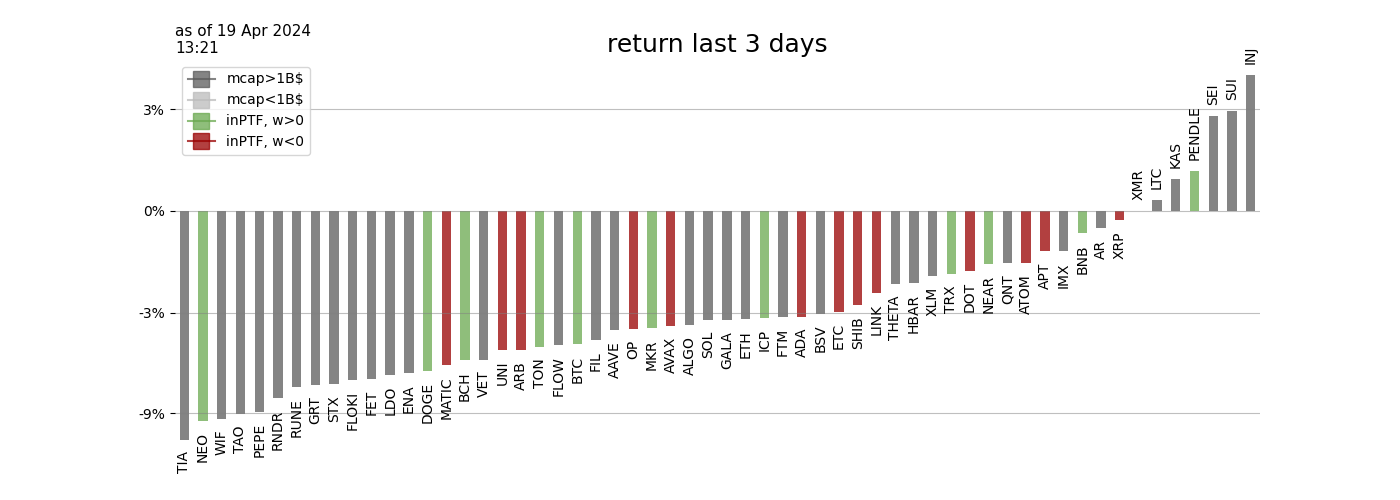 as of 19 Apr 2024
13:21
return last 3 days
mcap>1B$
mcap<1B$
inPTF, w>0
inPTF, w<0
3%
0%
-3%
-9%
TIA
NEO
WIF
TAO
PEPE
RNDR
RUNE
GRT
STX
FLOKI
FET
LDO
ENA
DOGE
MATIC
BCH
VET
UNI
ARB
TON
FLOW
BTC
FIL
AAVE
OP
MKR
AVAX
ALGO
SOL
GALA
ETH
ICP
FTM
ADA
BSV
ETC
SHIB
LINK
THETA
HBAR
XLM
TRX
DOT
NEAR
QNT
ATOM
APT
IMX
BNB
AR
XRP
XMR
LTC
KAS
PENDLE
SEI
SUI
INJ